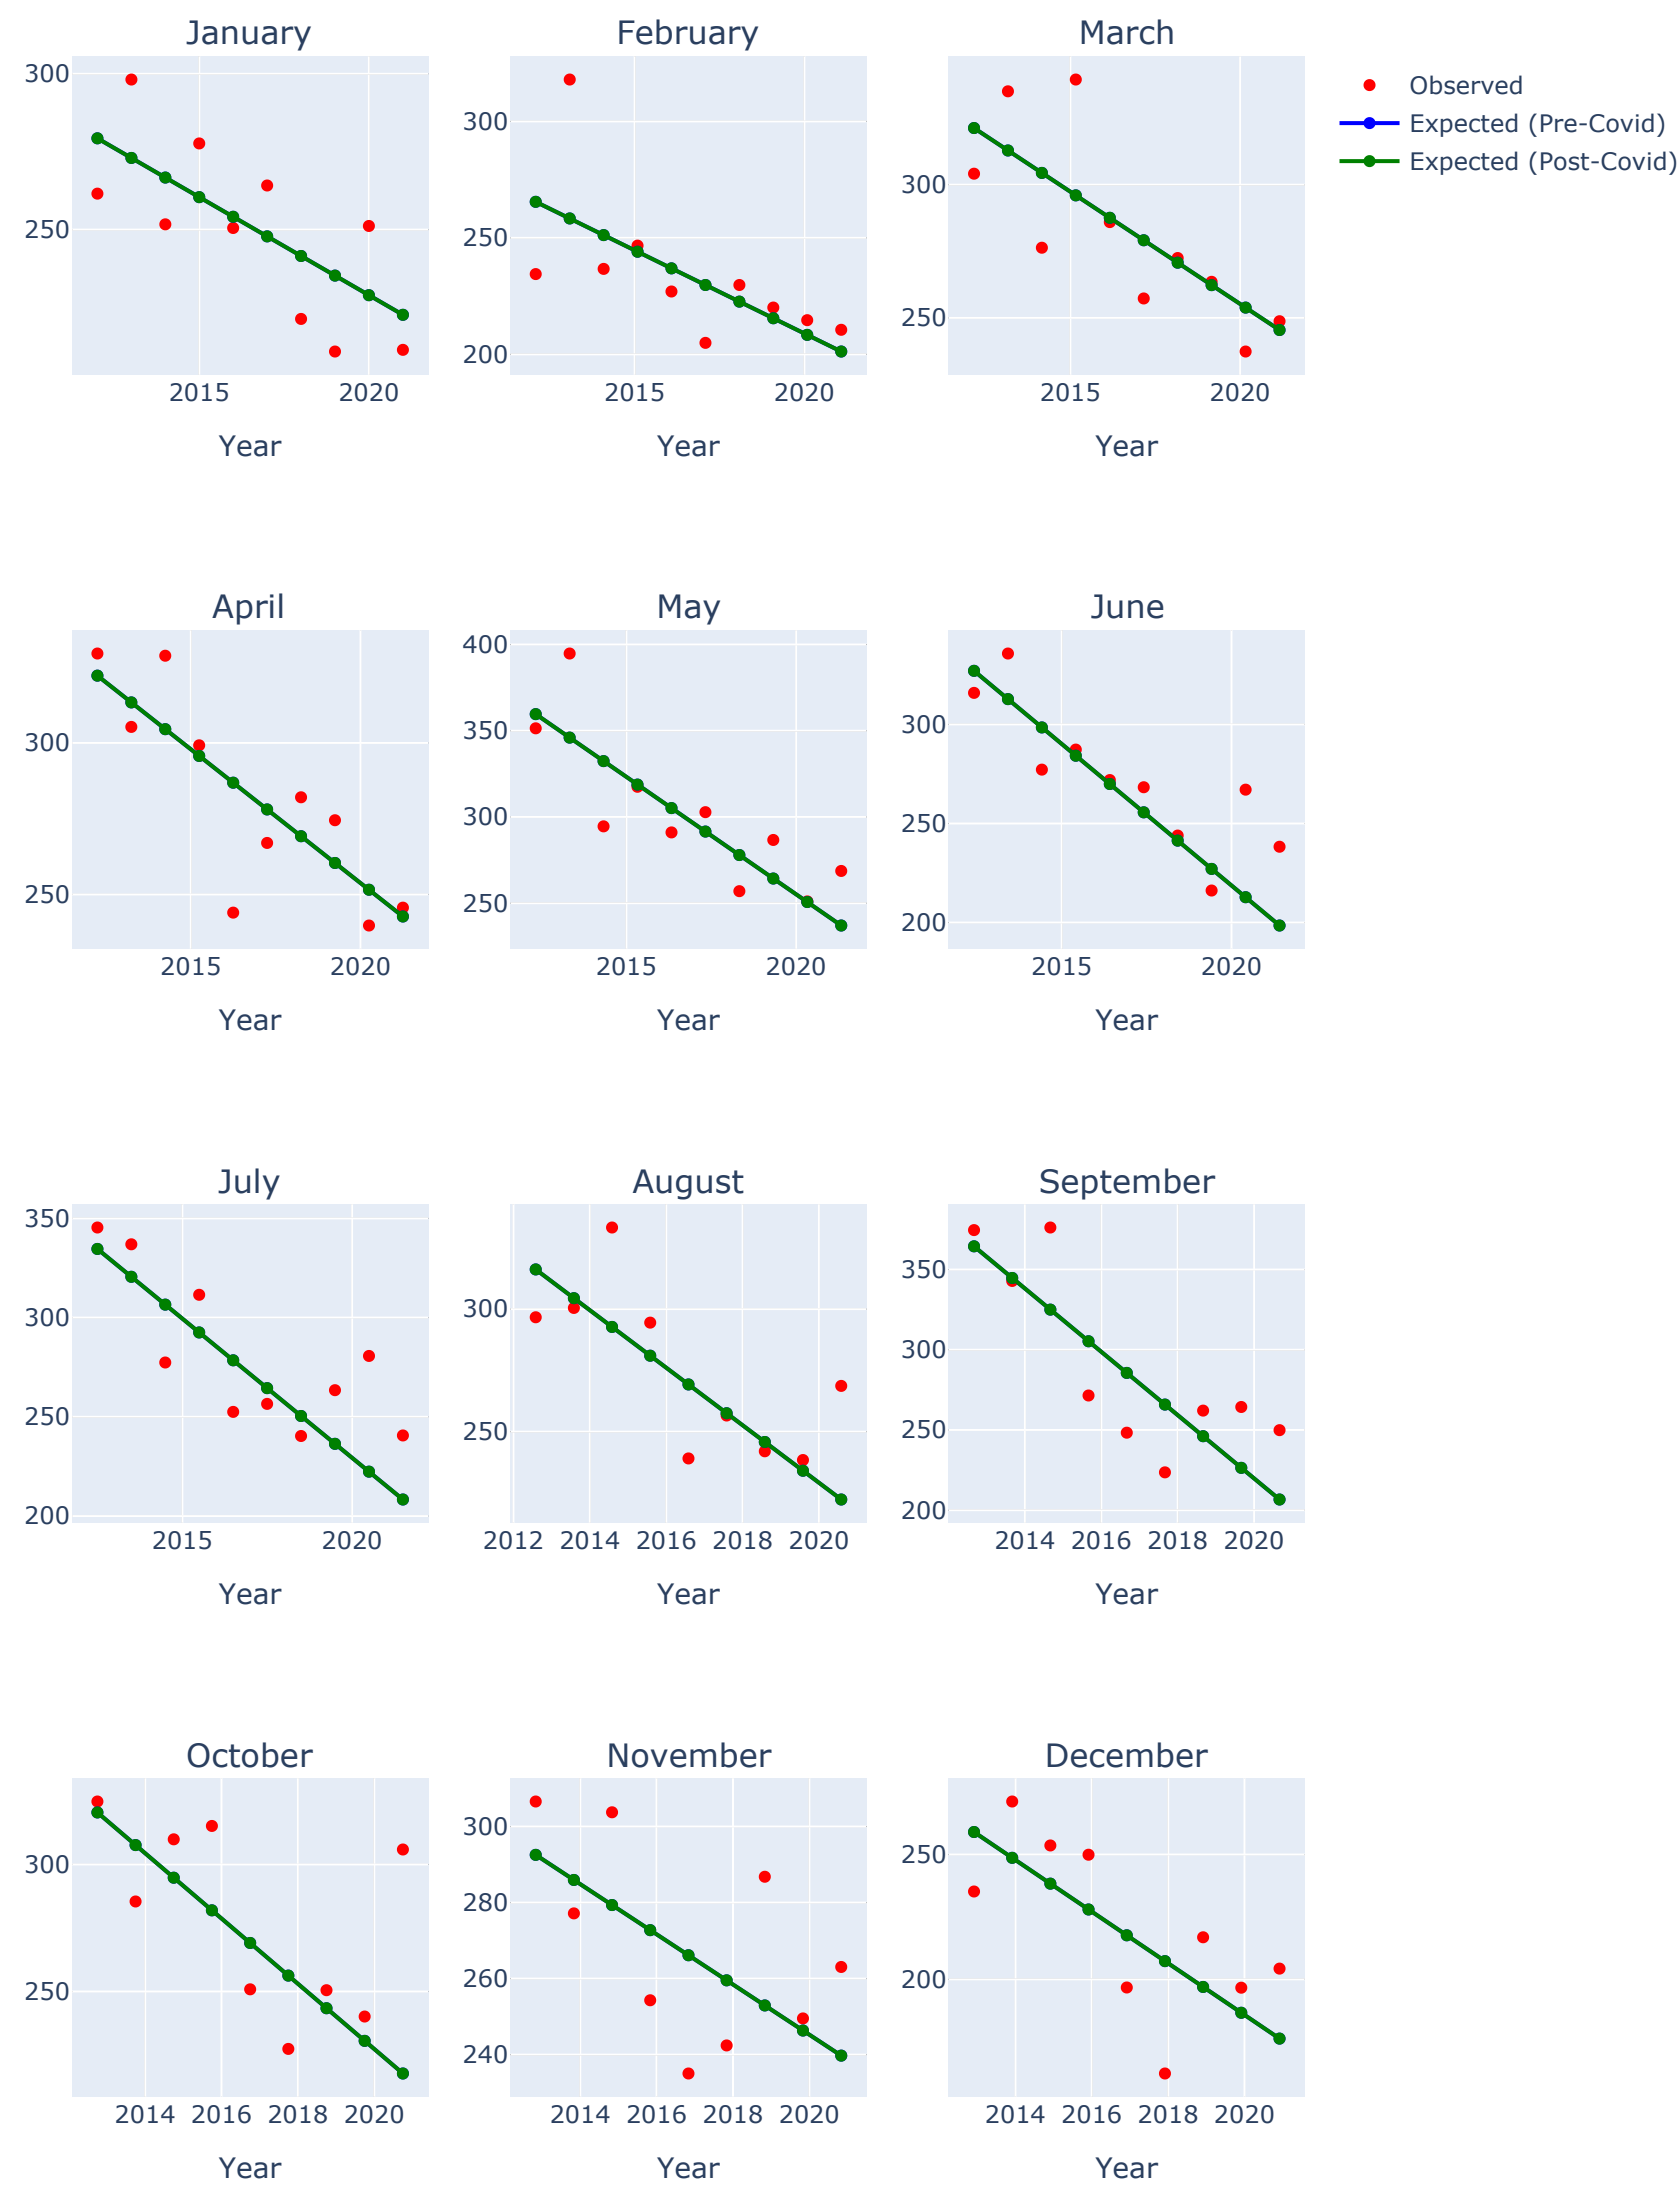 January
February
March
300
250
2015
2020
Year
300
250
200
2015
2020
Year
300
250
2015
2020
Year
Observed
Expected (Pre-Covid)
Expected (Post-Covid)
April
May
June
300
250
2015
2020
Year
400
350
300
250
2015
2020
Year
300
250
200
2015
2020
Year
July
August
September
350
300
250
200
2015
2020
Year
300
250
2012
2014
2016
2018
2020
Year
350
300
250
200
2014
2016
2018
2020
Year
October
November
December
300
250
2014
2016
2018
2020
Year
300
280
260
240
2014
2016
2018
2020
Year
250
200
2014
2016
2018
2020
Year